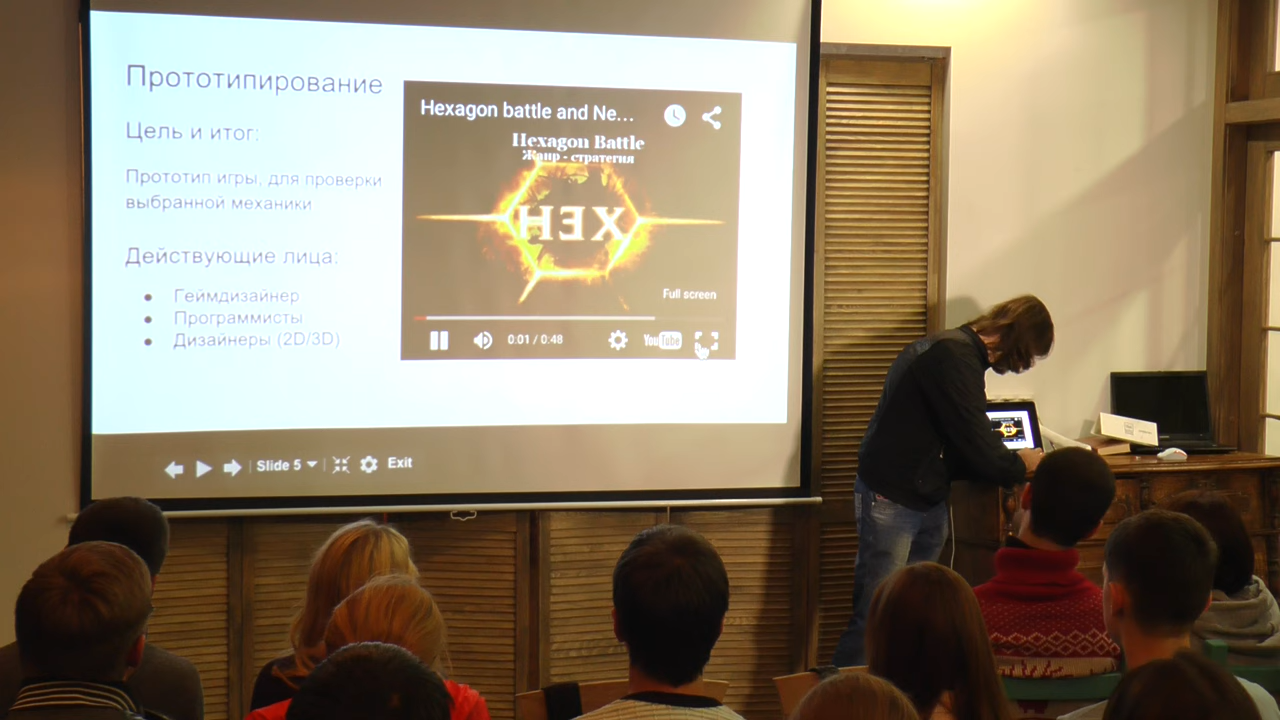 Прототипирование
Цель и итог:
Прототип игры, для проверки
выбранной механики
Действующие лица:
● Геймдизайнер
● Программисты
● Дизайнеры (2D/3D)
Hexagon battle and Ne...
Hexagon Battle
Жанр - стратегия
НЕХ
Full screen
0:01 / 0:48
YouTube
Slide 5
Exit